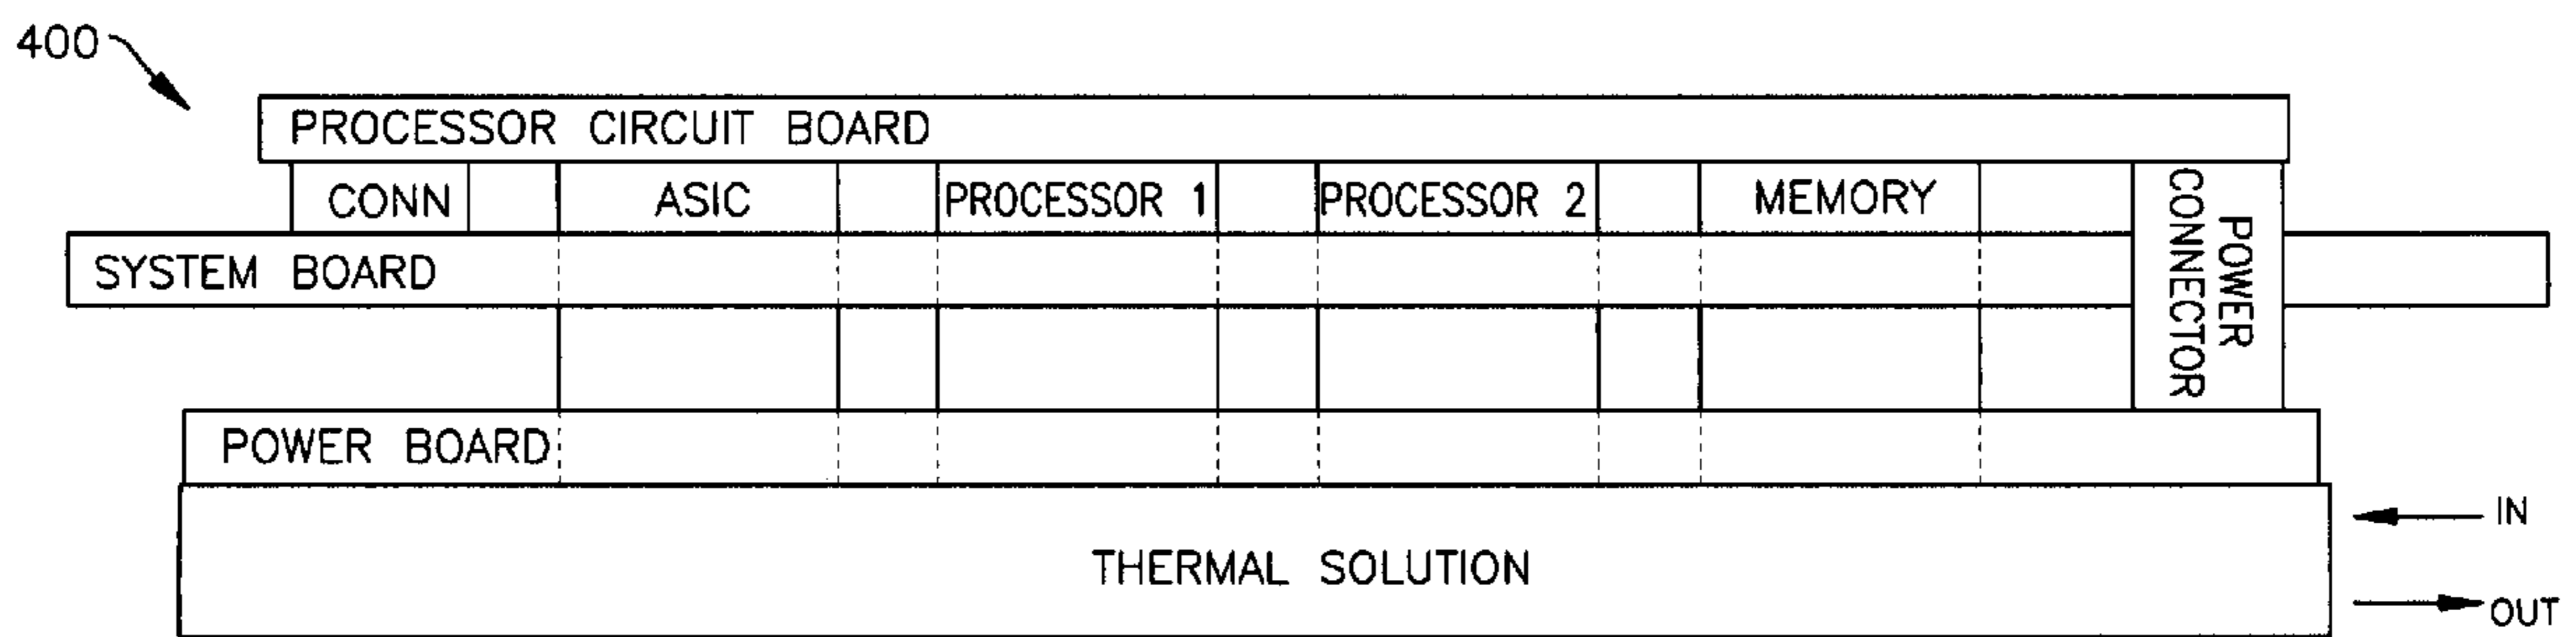 400
PROCESSOR CIRCUIT BOARD
CONN
ASIC
PROCESSOR 1
PROCESSOR 2
MEMORY
POWER
CONNECTOR
SYSTEM BOARD
POWER BOARD
IN
THERMAL SOLUTION
OUT